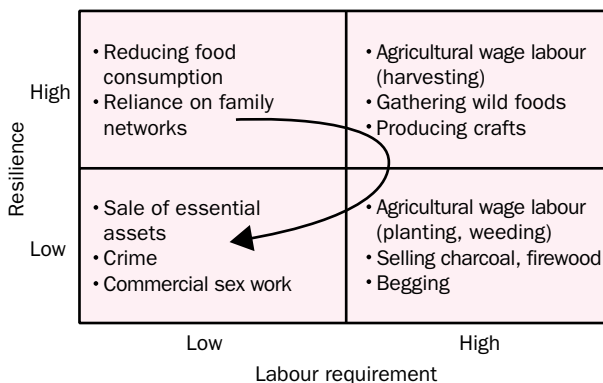 Resilience
High
• Reducing food
consumption
• Reliance on family
networks
• Agricultural wage labour
(harvesting)
• Gathering wild foods
• Producing crafts
Low
• Sale of essential
assets
• Crime
• Commercial sex work
• Agricultural wage labour
(planting, weeding)
• Selling charcoal, firewood
• Begging
Low
High
Labour requirement